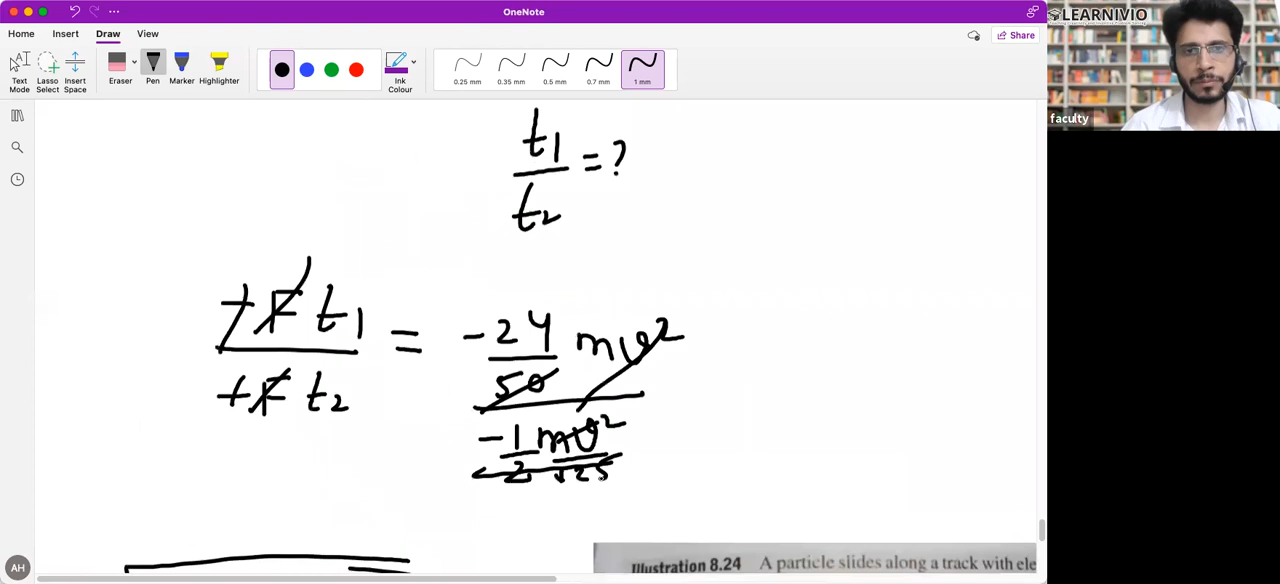 OneNote
LEARNIVIO
Home Insert Draw View
Share
Text Mode
Lasso Select
Insert Space
Eraser
Pen
Marker
Highlighter
Ink Colour
0.25 mm
0.35 mm
0.5 mm
0.7 mm
1 mm
faculty
t1
— = ?
t2
+F t1 = -24/50 mv²
+F t2 -1/2 mv²/25
AH
Illustration 8.24 A particle slides along a track with ele